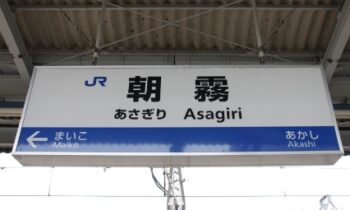 JR 朝霧
あさぎり Asagiri
← まいこ あかし
Maiko Akashi